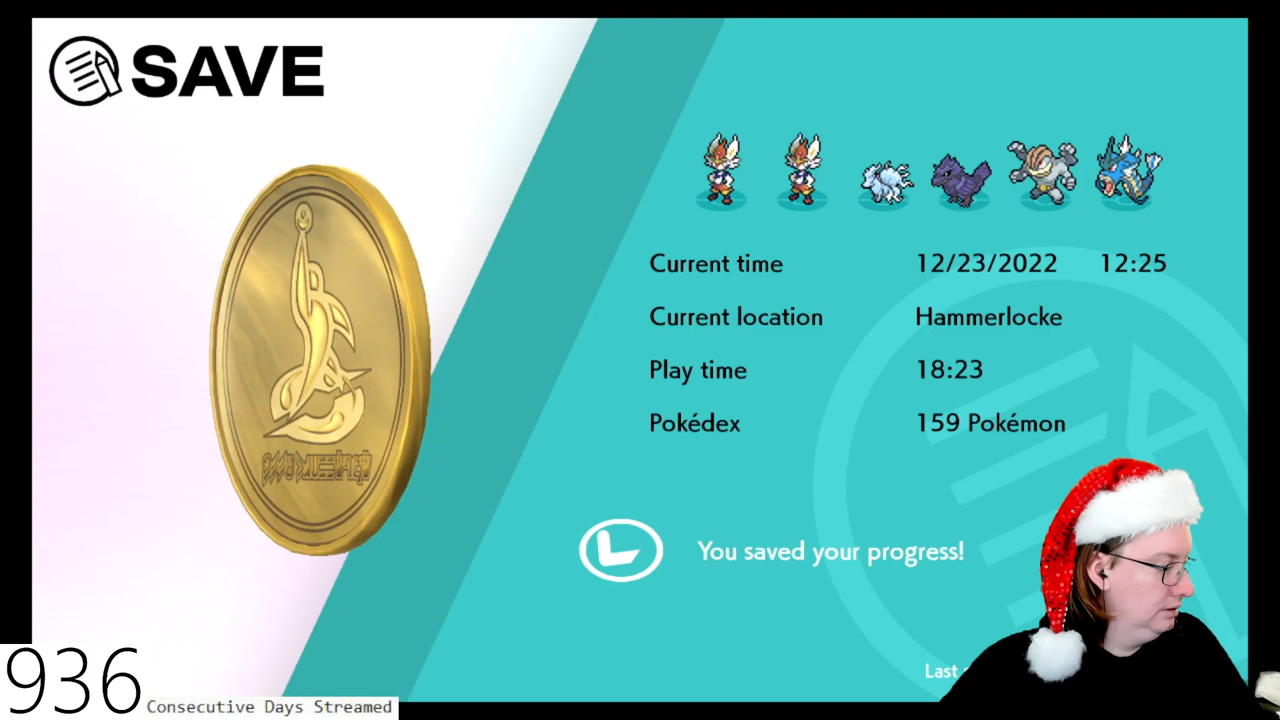 SAVE
Current time 12/23/2022 12:25
Current location Hammerlocke
Play time 18:23
Pokédex 159 Pokémon
You saved your progress!
Last
936 Consecutive Days Streamed